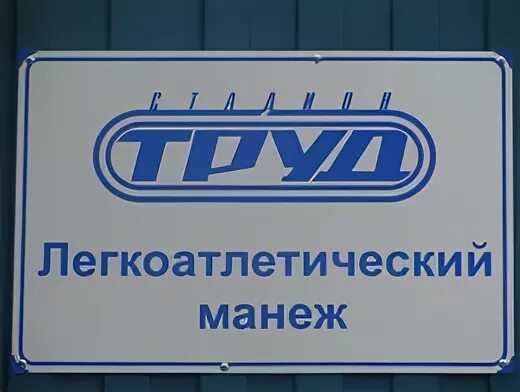 СТАДИОН
ТРУД
Легкоатлетический
манеж